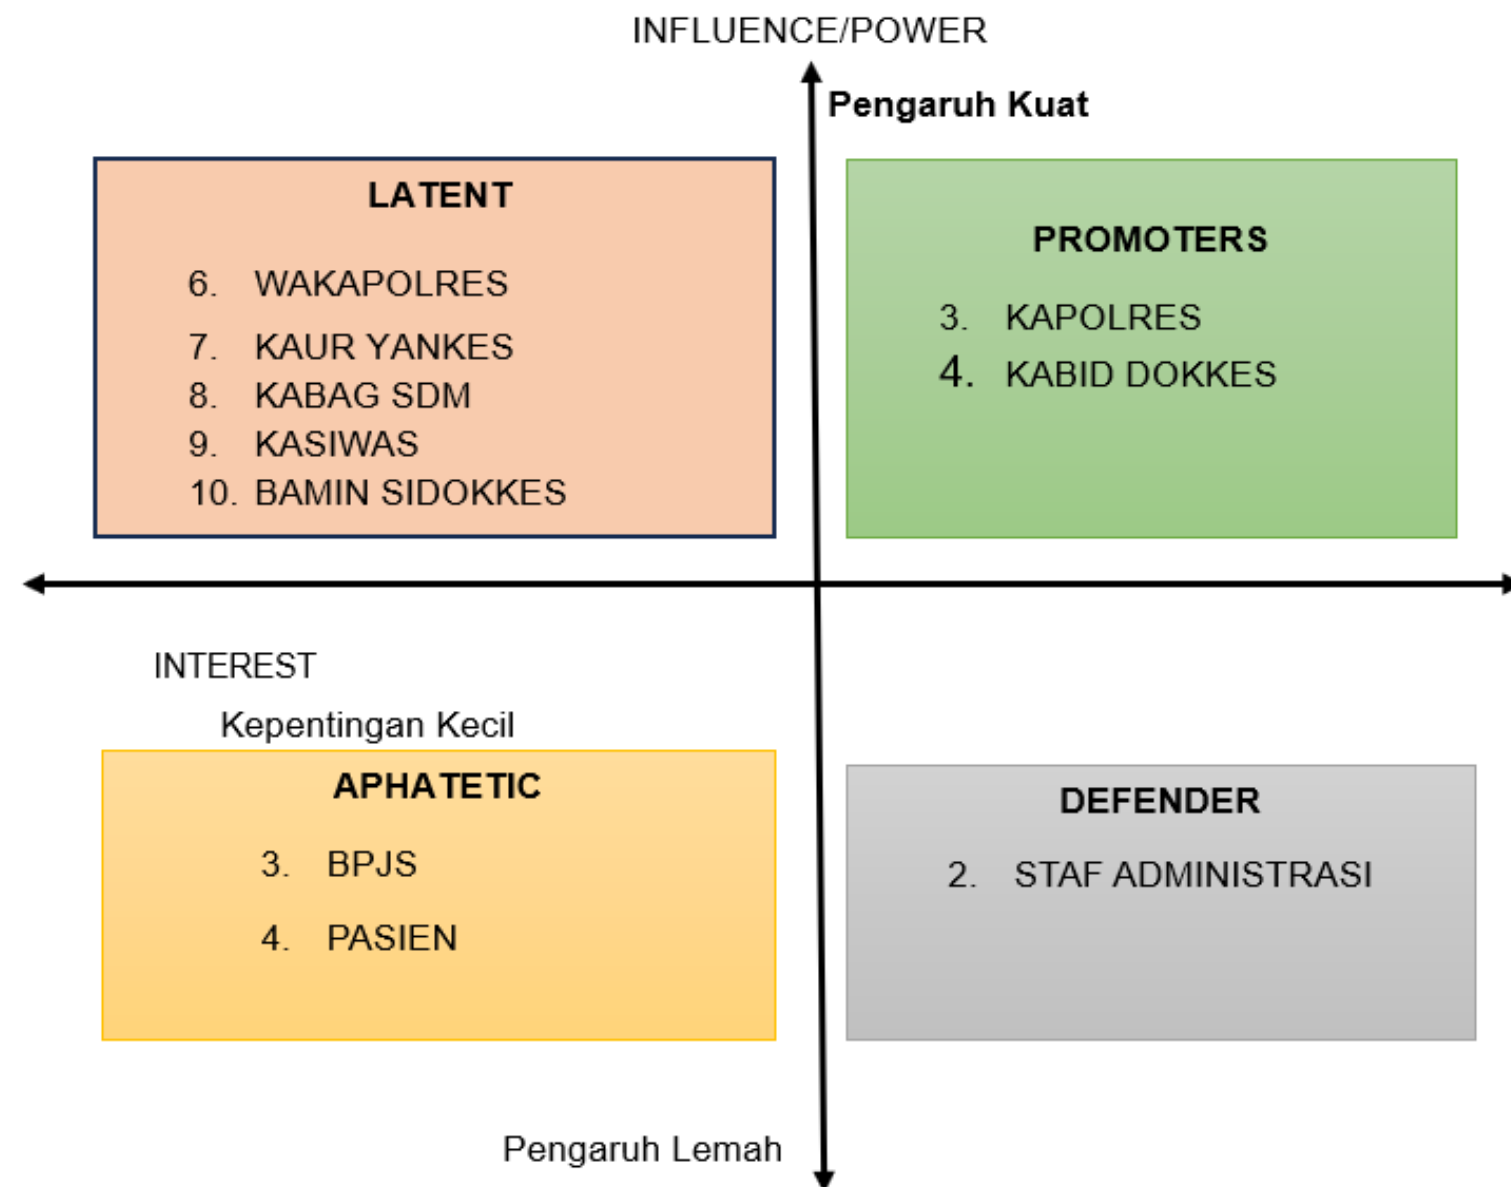 INFLUENCE/POWER
Pengaruh Kuat
LATENT
6. WAKAPOLRES
7. KAUR YANKES
8. KABAG SDM
9. KASIWAS
10. BAMIN SIDOKKES
PROMOTERS
3. KAPOLRES
4. KABID DOKKES
INTEREST
Kepentingan Kecil
APHATETIC
3. BPJS
4. PASIEN
DEFENDER
2. STAF ADMINISTRASI
Pengaruh Lemah